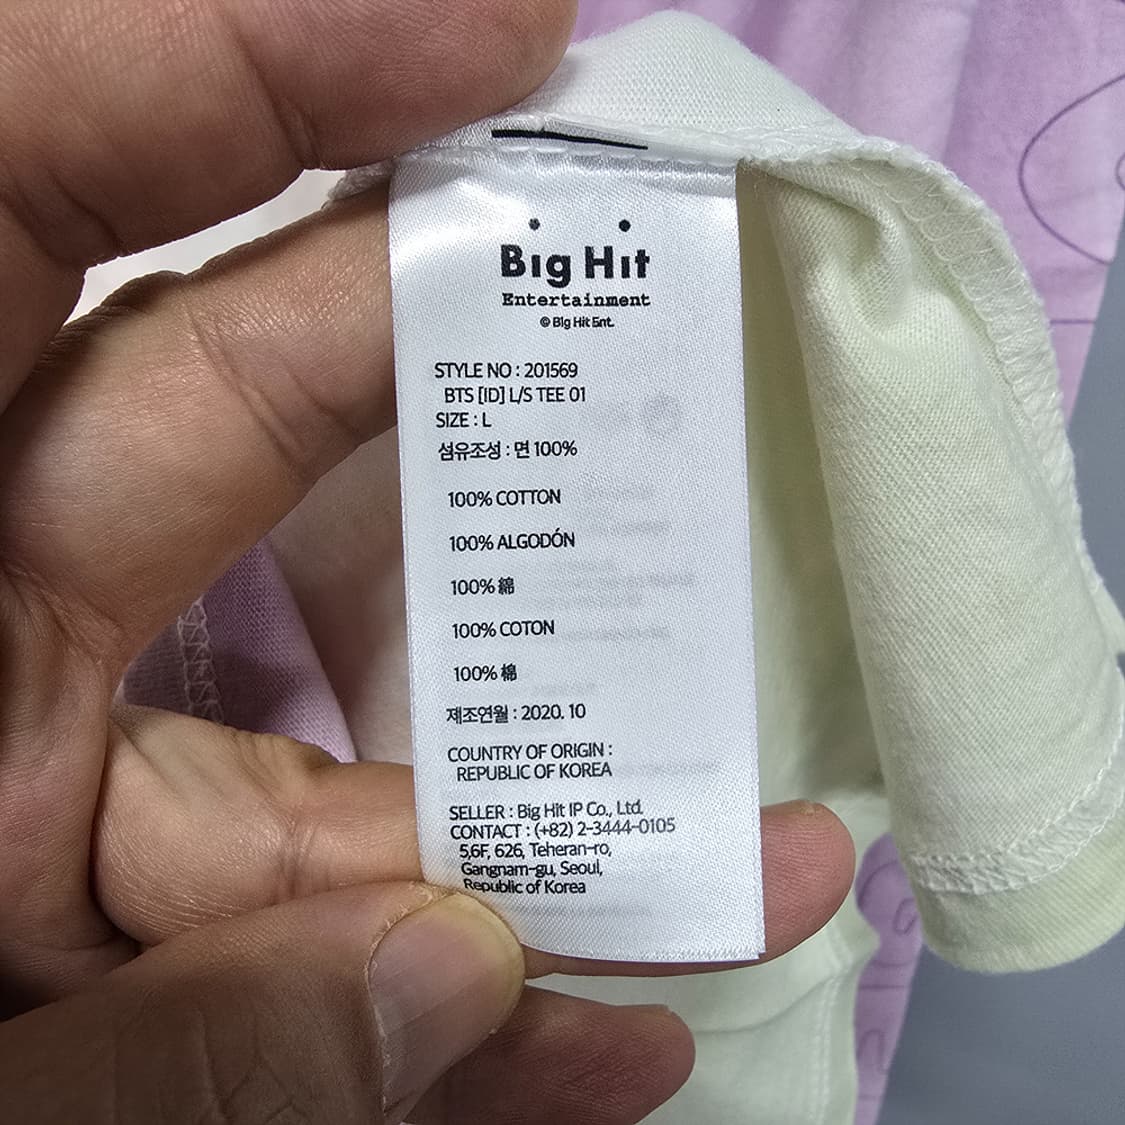 Big Hit
Entertainment
© Big Hit Ent.
STYLE NO : 201569
BTS [ID] L/S TEE 01
SIZE : L
섬유조성 : 면 100%
100% COTTON
100% ALGODÓN
100% 綿
100% COTON
100% 棉
제조연월 : 2020. 10
COUNTRY OF ORIGIN :
REPUBLIC OF KOREA
SELLER : Big Hit IP Co., Ltd.
CONTACT : (+82) 2-3444-0105
5,6F, 626, Teheran-ro,
Gangnam-gu, Seoul,
Republic of Korea